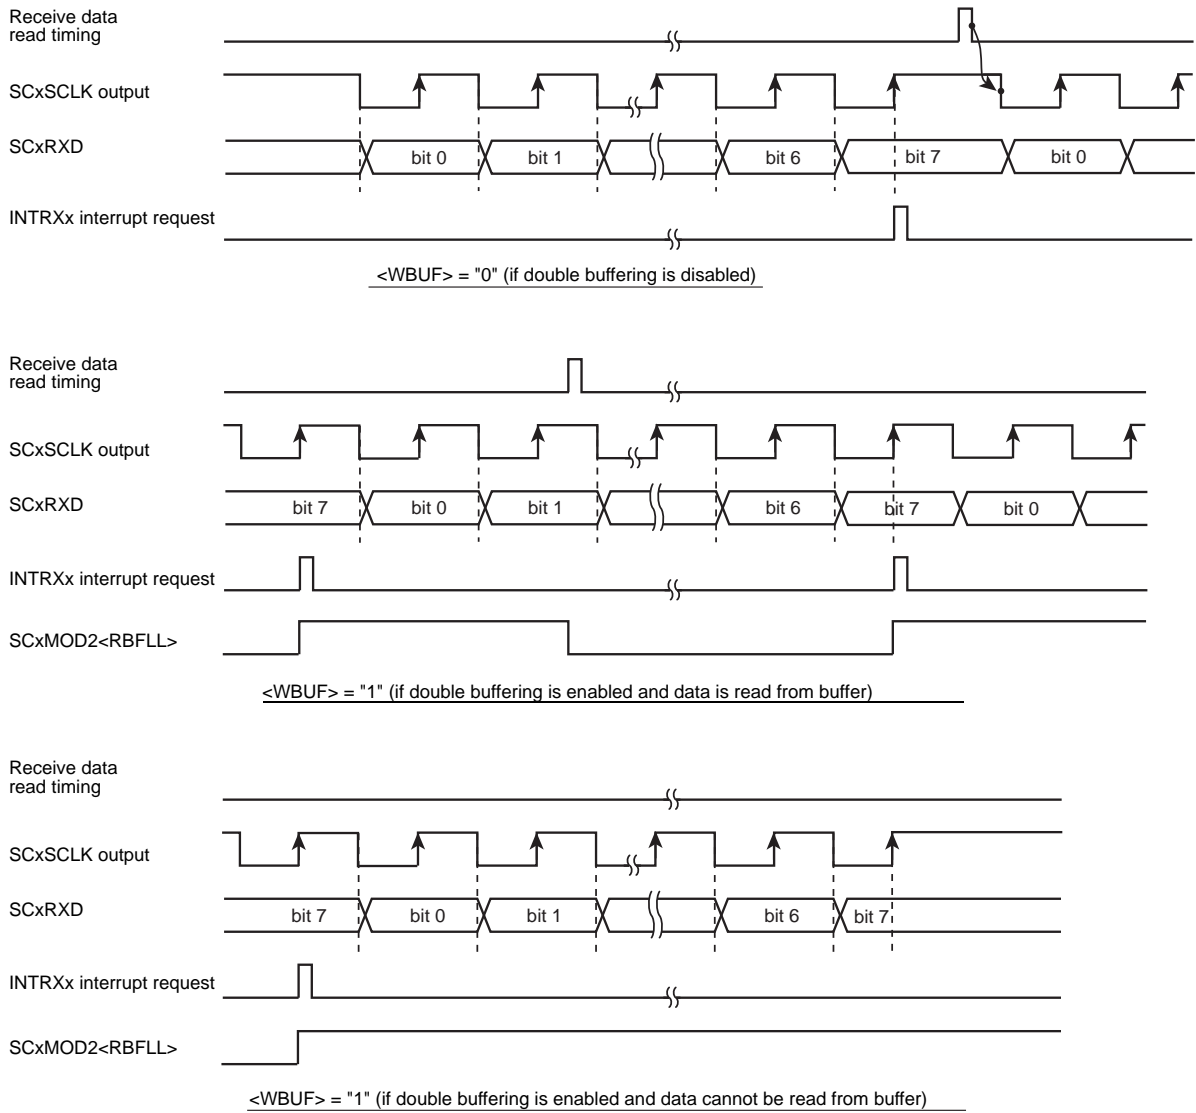 Receive data
read timing
SCxSCLK output
SCxRXD
bit 0 bit 1 bit 6 bit 7 bit 0
INTRXx interrupt request
<WBUF> = "0" (if double buffering is disabled)
Receive data
read timing
SCxSCLK output
SCxRXD
bit 7 bit 0 bit 1 bit 6 bit 7 bit 0
INTRXx interrupt request
SCxMOD2<RBFLL>
<WBUF> = "1" (if double buffering is enabled and data is read from buffer)
Receive data
read timing
SCxSCLK output
SCxRXD
bit 7 bit 0 bit 1 bit 6 bit 7
INTRXx interrupt request
SCxMOD2<RBFLL>
<WBUF> = "1" (if double buffering is enabled and data cannot be read from buffer)